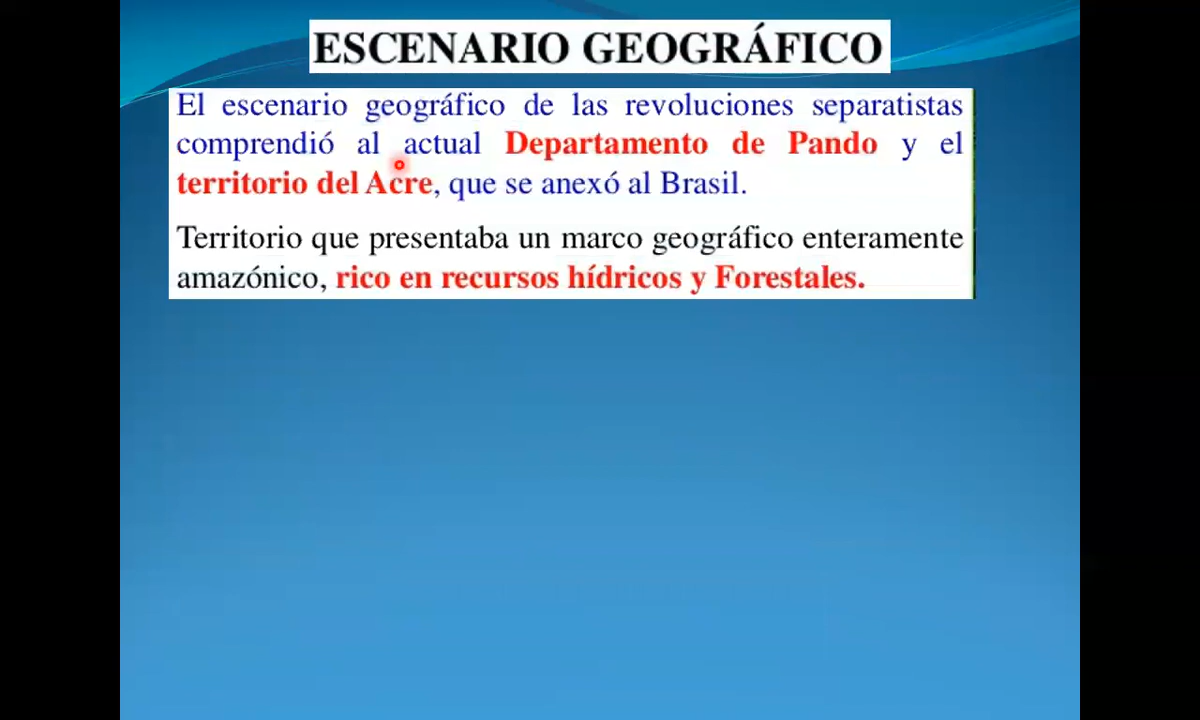 ESCENARIO GEOGRÁFICO
El escenario geográfico de las revoluciones separatistas
comprendió al actual Departamento de Pando y el
territorio del Acre, que se anexó al Brasil.
Territorio que presentaba un marco geográfico enteramente
amazónico, rico en recursos hídricos y Forestales.